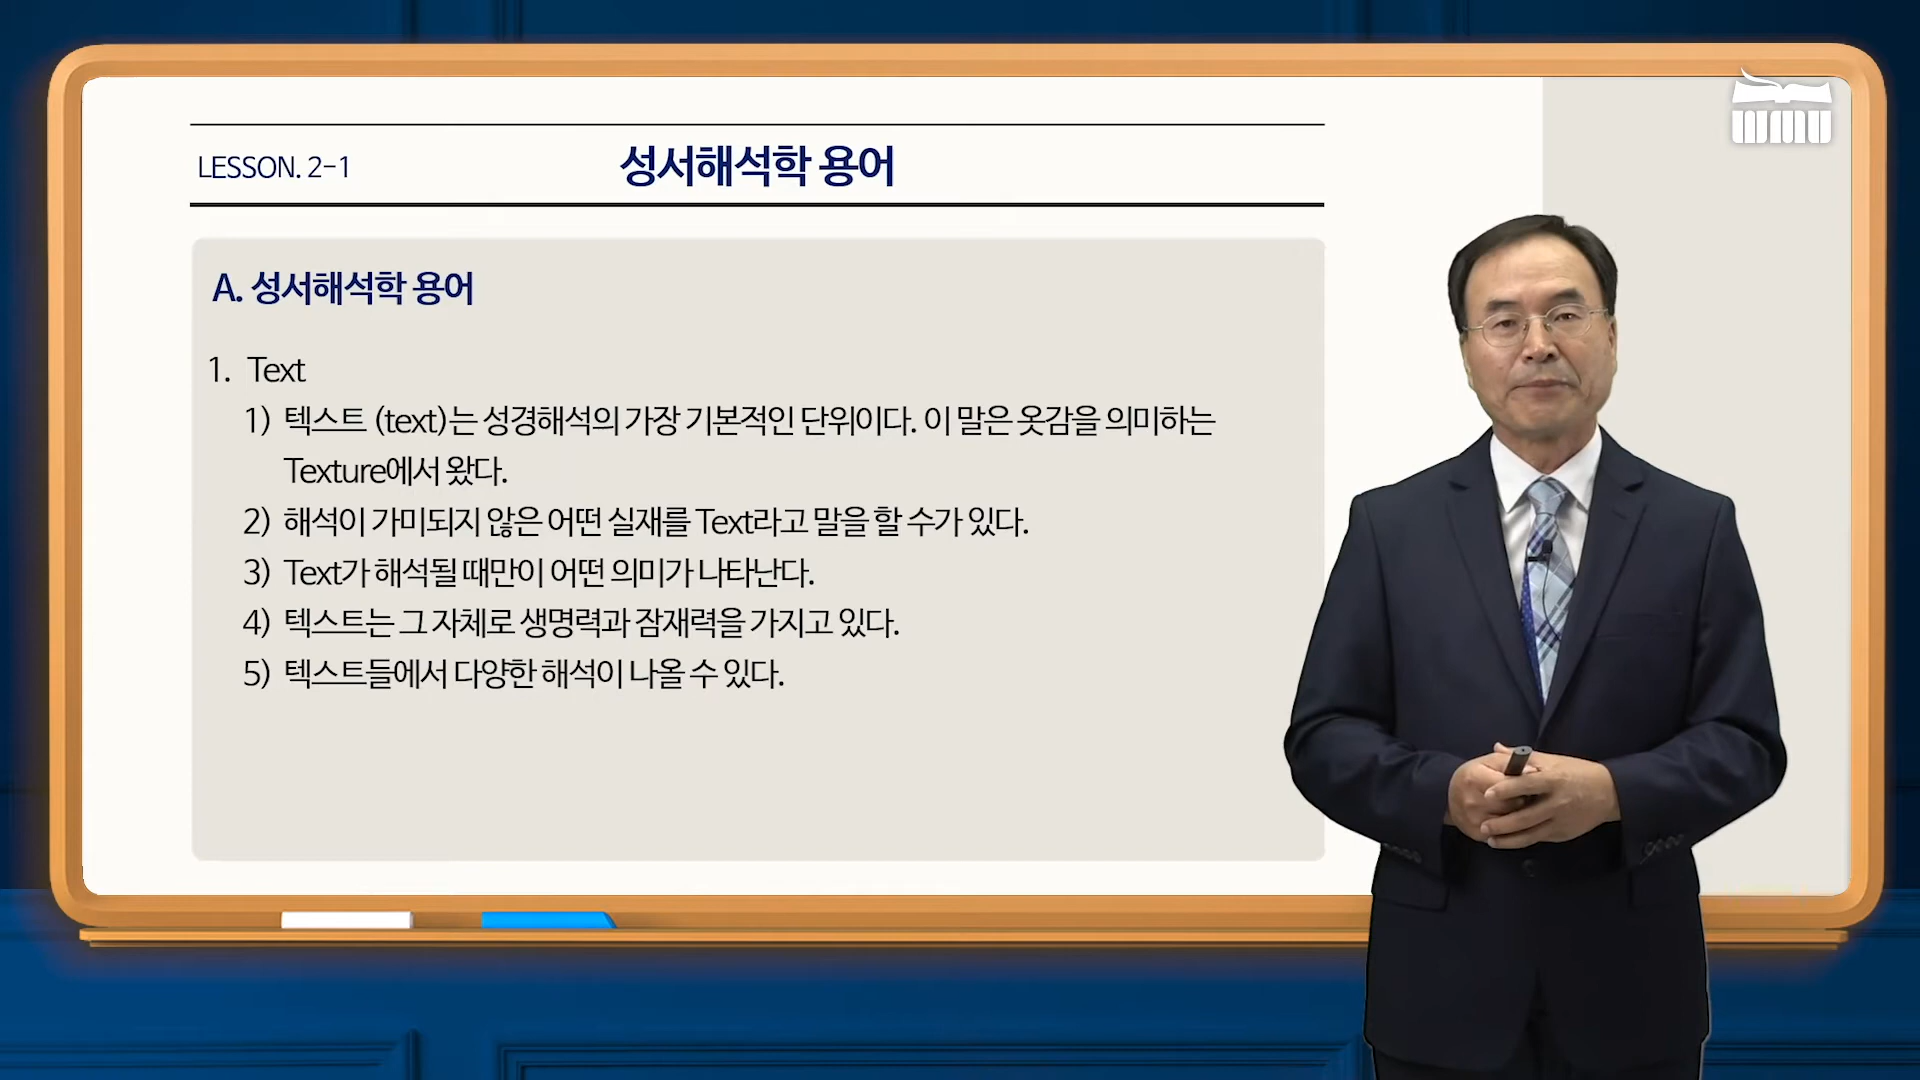 LESSON. 2-1
성서해석학 용어
A. 성서해석학 용어
1. Text
1) 텍스트 (text)는 성경해석의 가장 기본적인 단위이다. 이 말은 옷감을 의미하는
Texture에서 왔다.
2) 해석이 가미되지 않은 어떤 실재를 Text라고 말을 할 수가 있다.
3) Text가 해석될 때만이 어떤 의미가 나타난다.
4) 텍스트는 그 자체로 생명력과 잠재력을 가지고 있다.
5) 텍스트들에서 다양한 해석이 나올 수 있다.